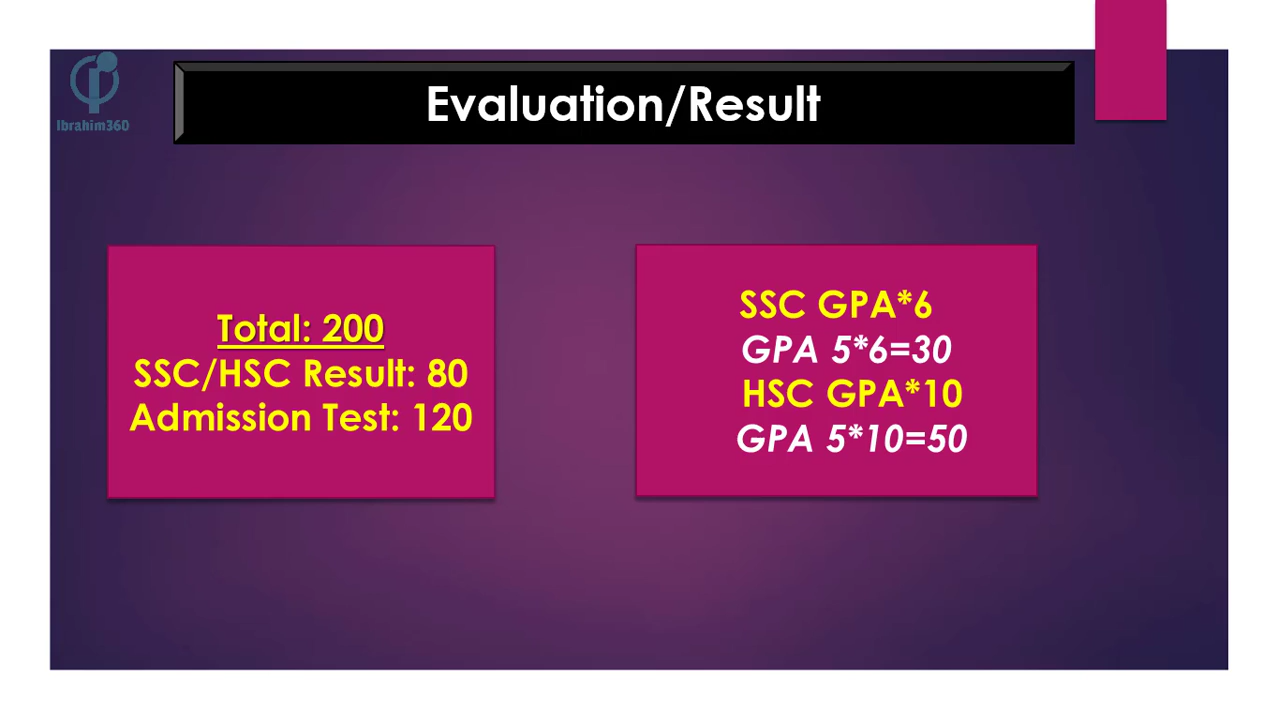 Ibrahim360
Evaluation/Result
Total: 200
SSC/HSC Result: 80
Admission Test: 120
SSC GPA*6
GPA 5*6=30
HSC GPA*10
GPA 5*10=50